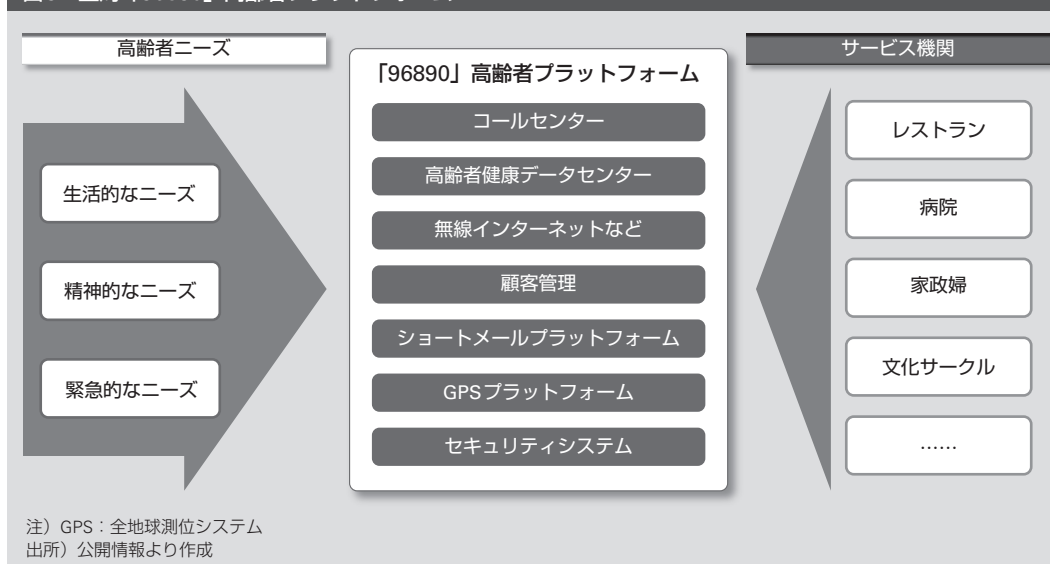 高齢者ニーズ
生活的なニーズ
精神的なニーズ
緊急的なニーズ
「96890」高齢者プラットフォーム
コールセンター
高齢者健康データセンター
無線インターネットなど
顧客管理
ショートメールプラットフォーム
GPSプラットフォーム
セキュリティシステム
サービス機関
レストラン
病院
家政婦
文化サークル
……
注）GPS：全地球測位システム
出所）公開情報より作成